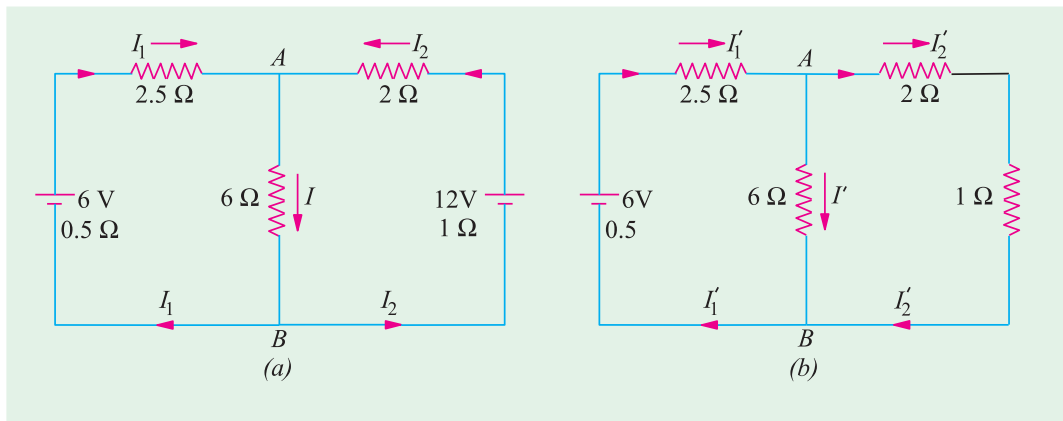 I₁
A
I₂
2.5 Ω
2 Ω
6 V
0.5 Ω
6 Ω
I
12V
1 Ω
I₁
I₂
B
(a)
I₁′
A
I₂′
2.5 Ω
2 Ω
6V
0.5
6 Ω
I′
1 Ω
I₁′
I₂′
B
(b)